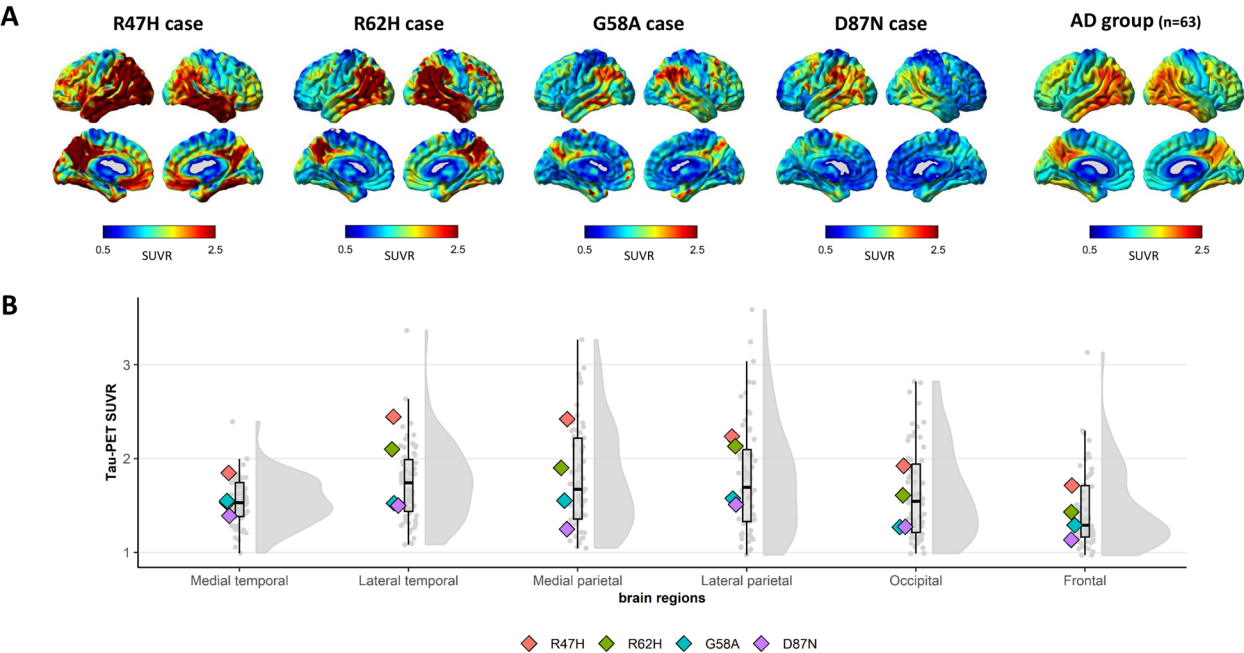 A
R47H case R62H case G58A case D87N case AD group (n=63)
0.5 2.5 0.5 2.5 0.5 2.5 0.5 2.5 0.5 2.5
SUVR SUVR SUVR SUVR SUVR
B
Tau-PET SUVR
3
2
1
Medial temporal Lateral temporal Medial parietal Lateral parietal Occipital Frontal
brain regions
R47H R62H G58A D87N